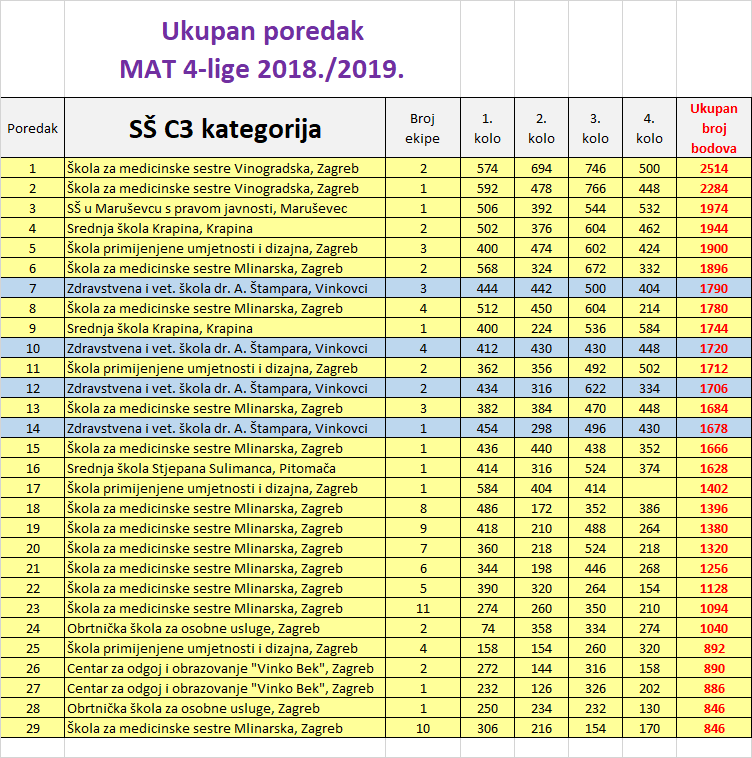 Ukupan poredak
MAT 4-lige 2018./2019.
Poredak SŠ C3 kategorija Broj ekipe 1. kolo 2. kolo 3. kolo 4. kolo Ukupan broj bodova
1 Škola za medicinske sestre Vinogradska, Zagreb 2 574 694 746 500 2514
2 Škola za medicinske sestre Vinogradska, Zagreb 1 592 478 766 448 2284
3 SŠ u Maruševcu s pravom javnosti, Maruševec 1 506 392 544 532 1974
4 Srednja škola Krapina, Krapina 2 502 376 604 462 1944
5 Škola primijenjene umjetnosti i dizajna, Zagreb 3 400 474 602 424 1900
6 Škola za medicinske sestre Mlinarska, Zagreb 2 568 324 672 332 1896
7 Zdravstvena i vet. škola dr. A. Štampara, Vinkovci 3 444 442 500 404 1790
8 Škola za medicinske sestre Mlinarska, Zagreb 4 512 450 604 214 1780
9 Srednja škola Krapina, Krapina 1 400 224 536 584 1744
10 Zdravstvena i vet. škola dr. A. Štampara, Vinkovci 4 412 430 430 448 1720
11 Škola primijenjene umjetnosti i dizajna, Zagreb 2 362 356 492 502 1712
12 Zdravstvena i vet. škola dr. A. Štampara, Vinkovci 2 434 316 622 334 1706
13 Škola za medicinske sestre Mlinarska, Zagreb 3 382 384 470 448 1684
14 Zdravstvena i vet. škola dr. A. Štampara, Vinkovci 1 454 298 496 430 1678
15 Škola za medicinske sestre Mlinarska, Zagreb 1 436 440 438 352 1666
16 Srednja škola Stjepana Sulimanca, Pitomača 1 414 316 524 374 1628
17 Škola primijenjene umjetnosti i dizajna, Zagreb 1 584 404 414 1402
18 Škola za medicinske sestre Mlinarska, Zagreb 8 486 172 352 386 1396
19 Škola za medicinske sestre Mlinarska, Zagreb 9 418 210 488 264 1380
20 Škola za medicinske sestre Mlinarska, Zagreb 7 360 218 524 218 1320
21 Škola za medicinske sestre Mlinarska, Zagreb 6 344 198 446 268 1256
22 Škola za medicinske sestre Mlinarska, Zagreb 5 390 320 264 154 1128
23 Škola za medicinske sestre Mlinarska, Zagreb 11 274 260 350 210 1094
24 Obrtnička škola za osobne usluge, Zagreb 2 74 358 334 274 1040
25 Škola primijenjene umjetnosti i dizajna, Zagreb 4 158 154 260 320 892
26 Centar za odgoj i obrazovanje "Vinko Bek", Zagreb 2 272 144 316 158 890
27 Centar za odgoj i obrazovanje "Vinko Bek", Zagreb 1 232 126 326 202 886
28 Obrtnička škola za osobne usluge, Zagreb 1 250 234 232 130 846
29 Škola za medicinske sestre Mlinarska, Zagreb 10 306 216 154 170 846